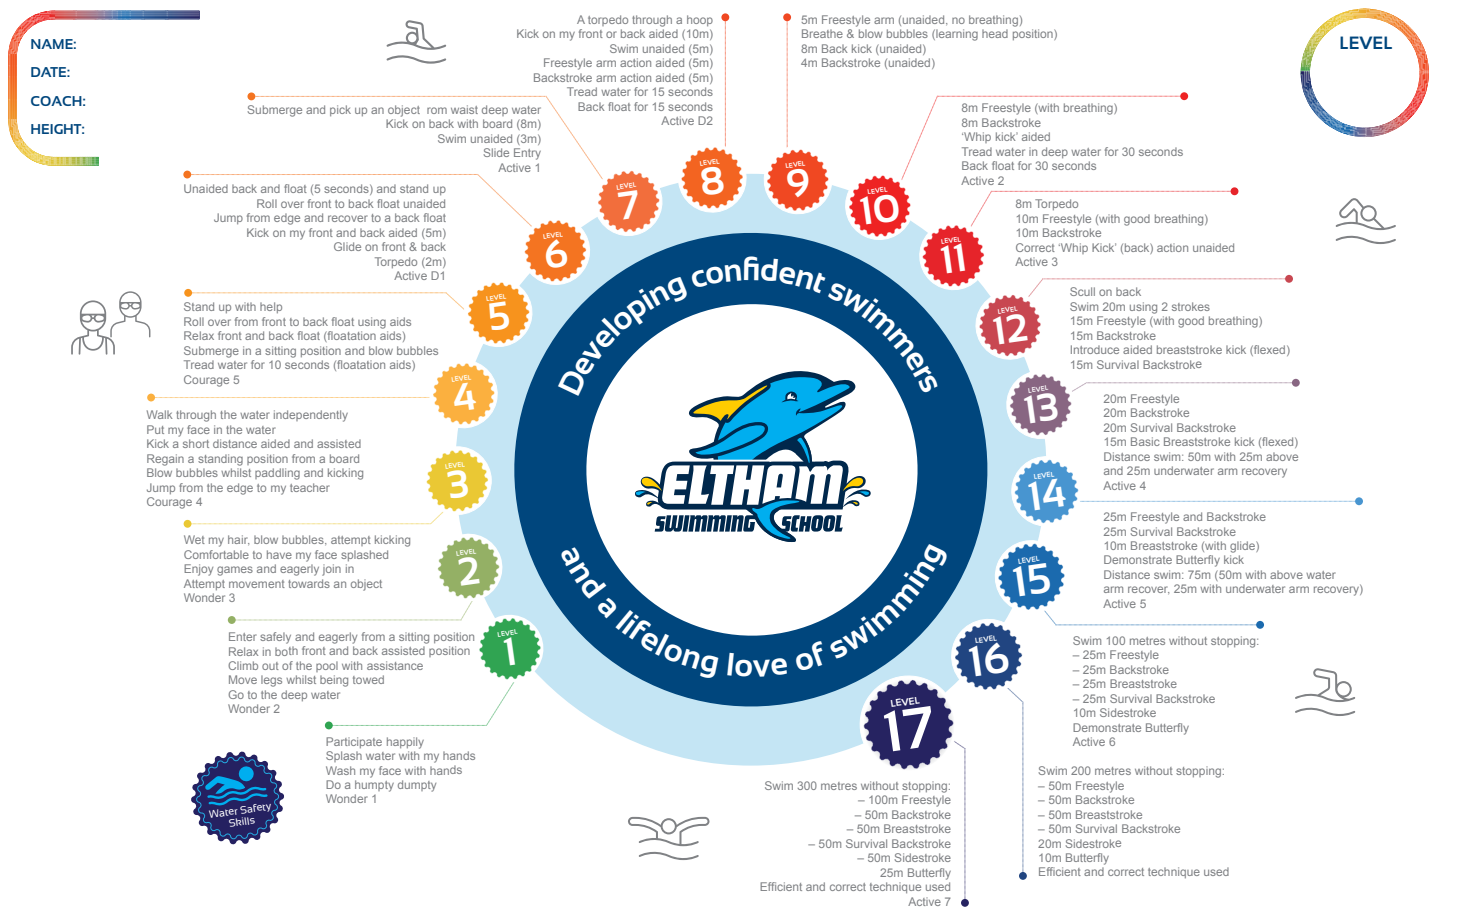 NAME:
DATE:
COACH:
HEIGHT:
LEVEL
A torpedo through a hoop
Kick on my front or back aided (10m)
Swim unaided (5m)
Freestyle arm action aided (5m)
Backstroke arm action aided (5m)
Tread water for 15 seconds
Back float for 15 seconds
Active D2
5m Freestyle arm (unaided, no breathing)
Breathe & blow bubbles (learning head position)
8m Back kick (unaided)
4m Backstroke (unaided)
Submerge and pick up an object rom waist deep water
Kick on back with board (8m)
Swim unaided (3m)
Slide Entry
Active 1
8m Freestyle (with breathing)
8m Backstroke
‘Whip kick’ aided
Tread water in deep water for 30 seconds
Back float for 30 seconds
Active 2
Unaided back and float (5 seconds) and stand up
Roll over front to back float unaided
Jump from edge and recover to a back float
Kick on my front and back aided (5m)
Glide on front & back
Torpedo (2m)
Active D1
8m Torpedo
10m Freestyle (with good breathing)
10m Backstroke
Correct ‘Whip Kick’ (back) action unaided
Active 3
Stand up with help
Roll over from front to back float using aids
Relax front and back float (floatation aids)
Submerge in a sitting position and blow bubbles
Tread water for 10 seconds (floatation aids)
Courage 5
Scull on back
Swim 20m using 2 strokes
15m Freestyle (with good breathing)
15m Backstroke
Introduce aided breaststroke kick (flexed)
15m Survival Backstroke
Walk through the water independently
Put my face in the water
Kick a short distance aided and assisted
Regain a standing position from a board
Blow bubbles whilst paddling and kicking
Jump from the edge to my teacher
Courage 4
20m Freestyle
20m Backstroke
20m Survival Backstroke
15m Basic Breaststroke kick (flexed)
Distance swim: 50m with 25m above
and 25m underwater arm recovery
Active 4
Wet my hair, blow bubbles, attempt kicking
Comfortable to have my face splashed
Enjoy games and eagerly join in
Attempt movement towards an object
Wonder 3
25m Freestyle and Backstroke
25m Survival Backstroke
10m Breaststroke (with glide)
Demonstrate Butterfly kick
Distance swim: 75m (50m with above water
arm recover, 25m with underwater arm recovery)
Active 5
Enter safely and eagerly from a sitting position
Relax in both front and back assisted position
Climb out of the pool with assistance
Move legs whilst being towed
Go to the deep water
Wonder 2
Swim 100 metres without stopping:
– 25m Freestyle
– 25m Backstroke
– 25m Breaststroke
– 25m Survival Backstroke
10m Sidestroke
Demonstrate Butterfly
Active 6
Participate happily
Splash water with my hands
Wash my face with hands
Do a humpty dumpty
Wonder 1
Swim 200 metres without stopping:
– 50m Freestyle
– 50m Backstroke
– 50m Breaststroke
– 50m Survival Backstroke
20m Sidestroke
10m Butterfly
Efficient and correct technique used
Swim 300 metres without stopping:
– 100m Freestyle
– 50m Backstroke
– 50m Breaststroke
– 50m Survival Backstroke
– 50m Sidestroke
25m Butterfly
Efficient and correct technique used
Active 7
LEVEL 1
LEVEL 2
LEVEL 3
LEVEL 4
LEVEL 5
LEVEL 6
LEVEL 7
LEVEL 8
LEVEL 9
LEVEL 10
LEVEL 11
LEVEL 12
LEVEL 13
LEVEL 14
LEVEL 15
LEVEL 16
LEVEL 17
Developing confident swimmers
and a lifelong love of swimming
ELTHAM
SWIMMING SCHOOL
Water Safety
Skills